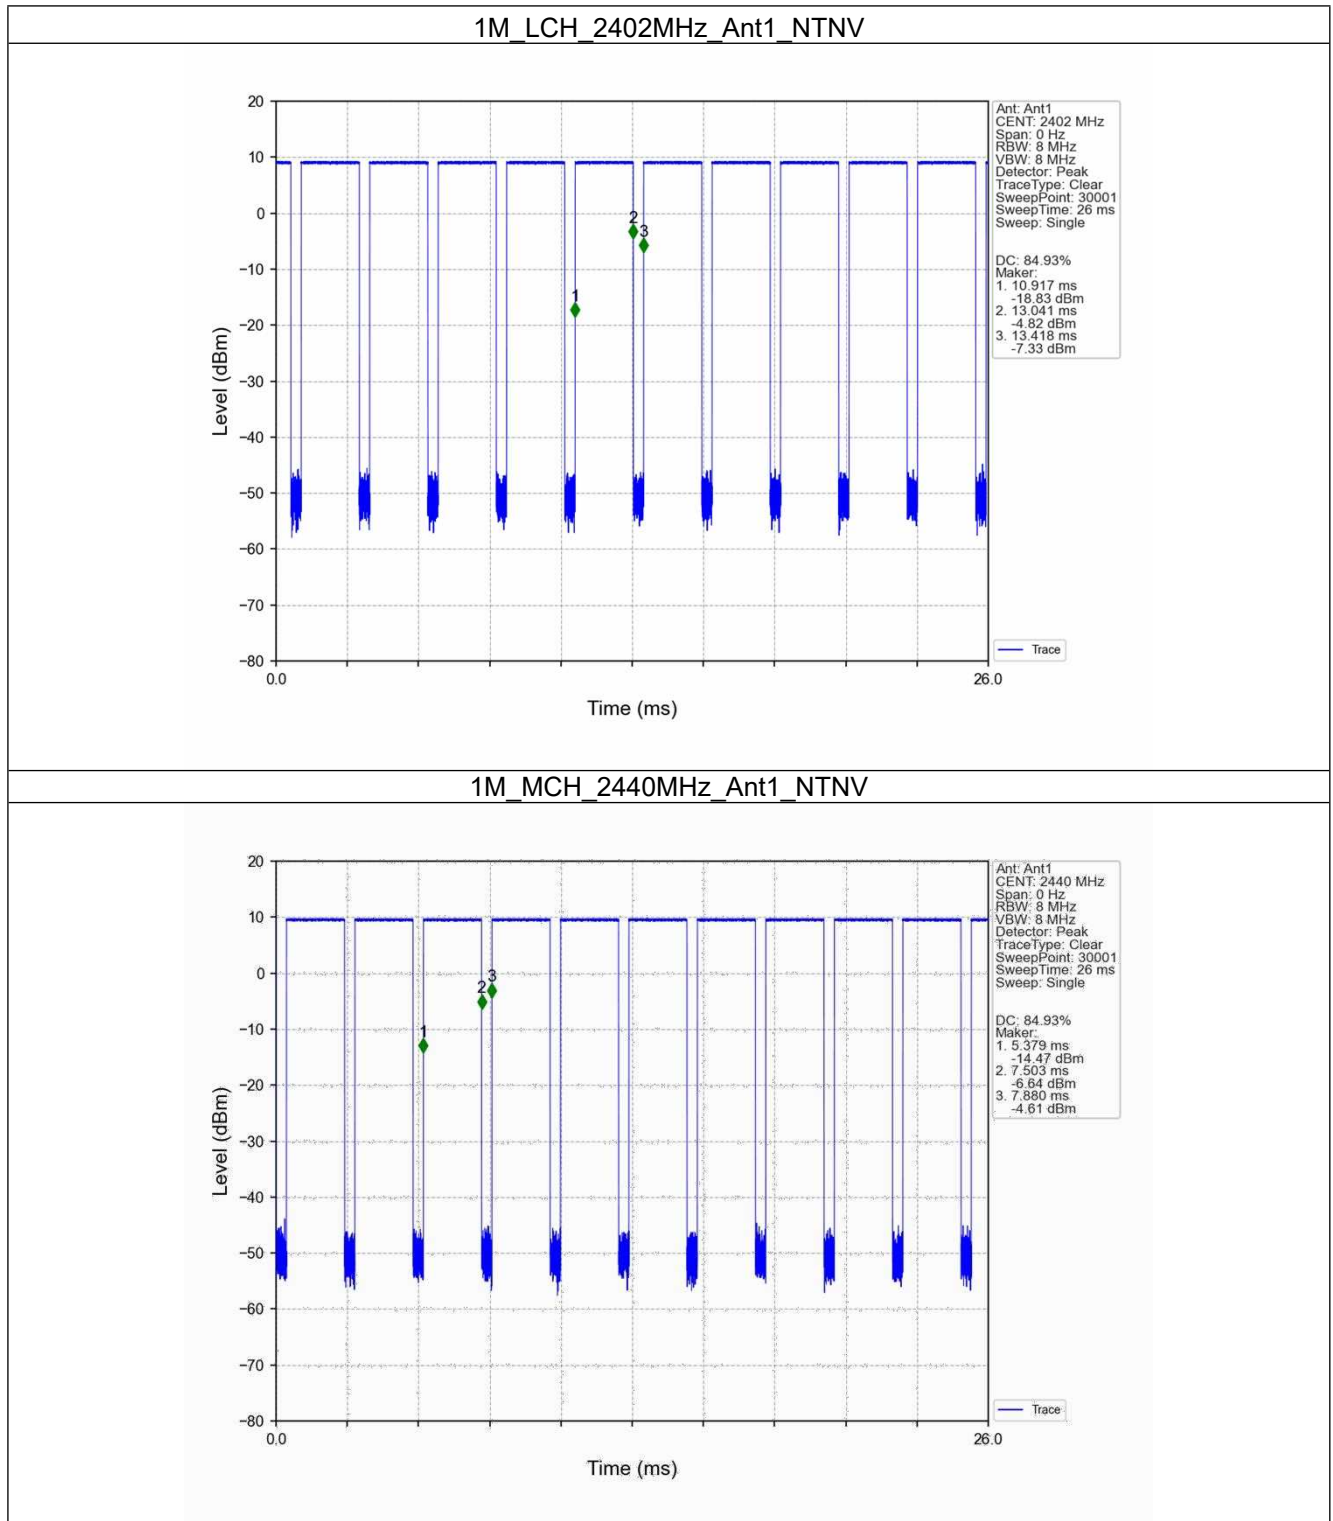 1M_LCH_2402MHz_Ant1_NTNV
20
10
0
−10
−20
−30
−40
−50
−60
−70
−80
Level (dBm)
1
2
3
0.0
26.0
Time (ms)
Ant: Ant1
CENT: 2402 MHz
Span: 0 Hz
RBW: 8 MHz
VBW: 8 MHz
Detector: Peak
TraceType: Clear
SweepPoint: 30001
SweepTime: 26 ms
Sweep: Single
DC: 84.93%
Maker:
1. 10.917 ms
-18.83 dBm
2. 13.041 ms
-4.82 dBm
3. 13.418 ms
-7.33 dBm
Trace
1M_MCH_2440MHz_Ant1_NTNV
20
10
0
−10
−20
−30
−40
−50
−60
−70
−80
Level (dBm)
1
2
3
0.0
26.0
Time (ms)
Ant: Ant1
CENT: 2440 MHz
Span: 0 Hz
RBW: 8 MHz
VBW: 8 MHz
Detector: Peak
TraceType: Clear
SweepPoint: 30001
SweepTime: 26 ms
Sweep: Single
DC: 84.93%
Maker:
1. 5.379 ms
-14.47 dBm
2. 7.503 ms
-6.64 dBm
3. 7.880 ms
-4.61 dBm
Trace